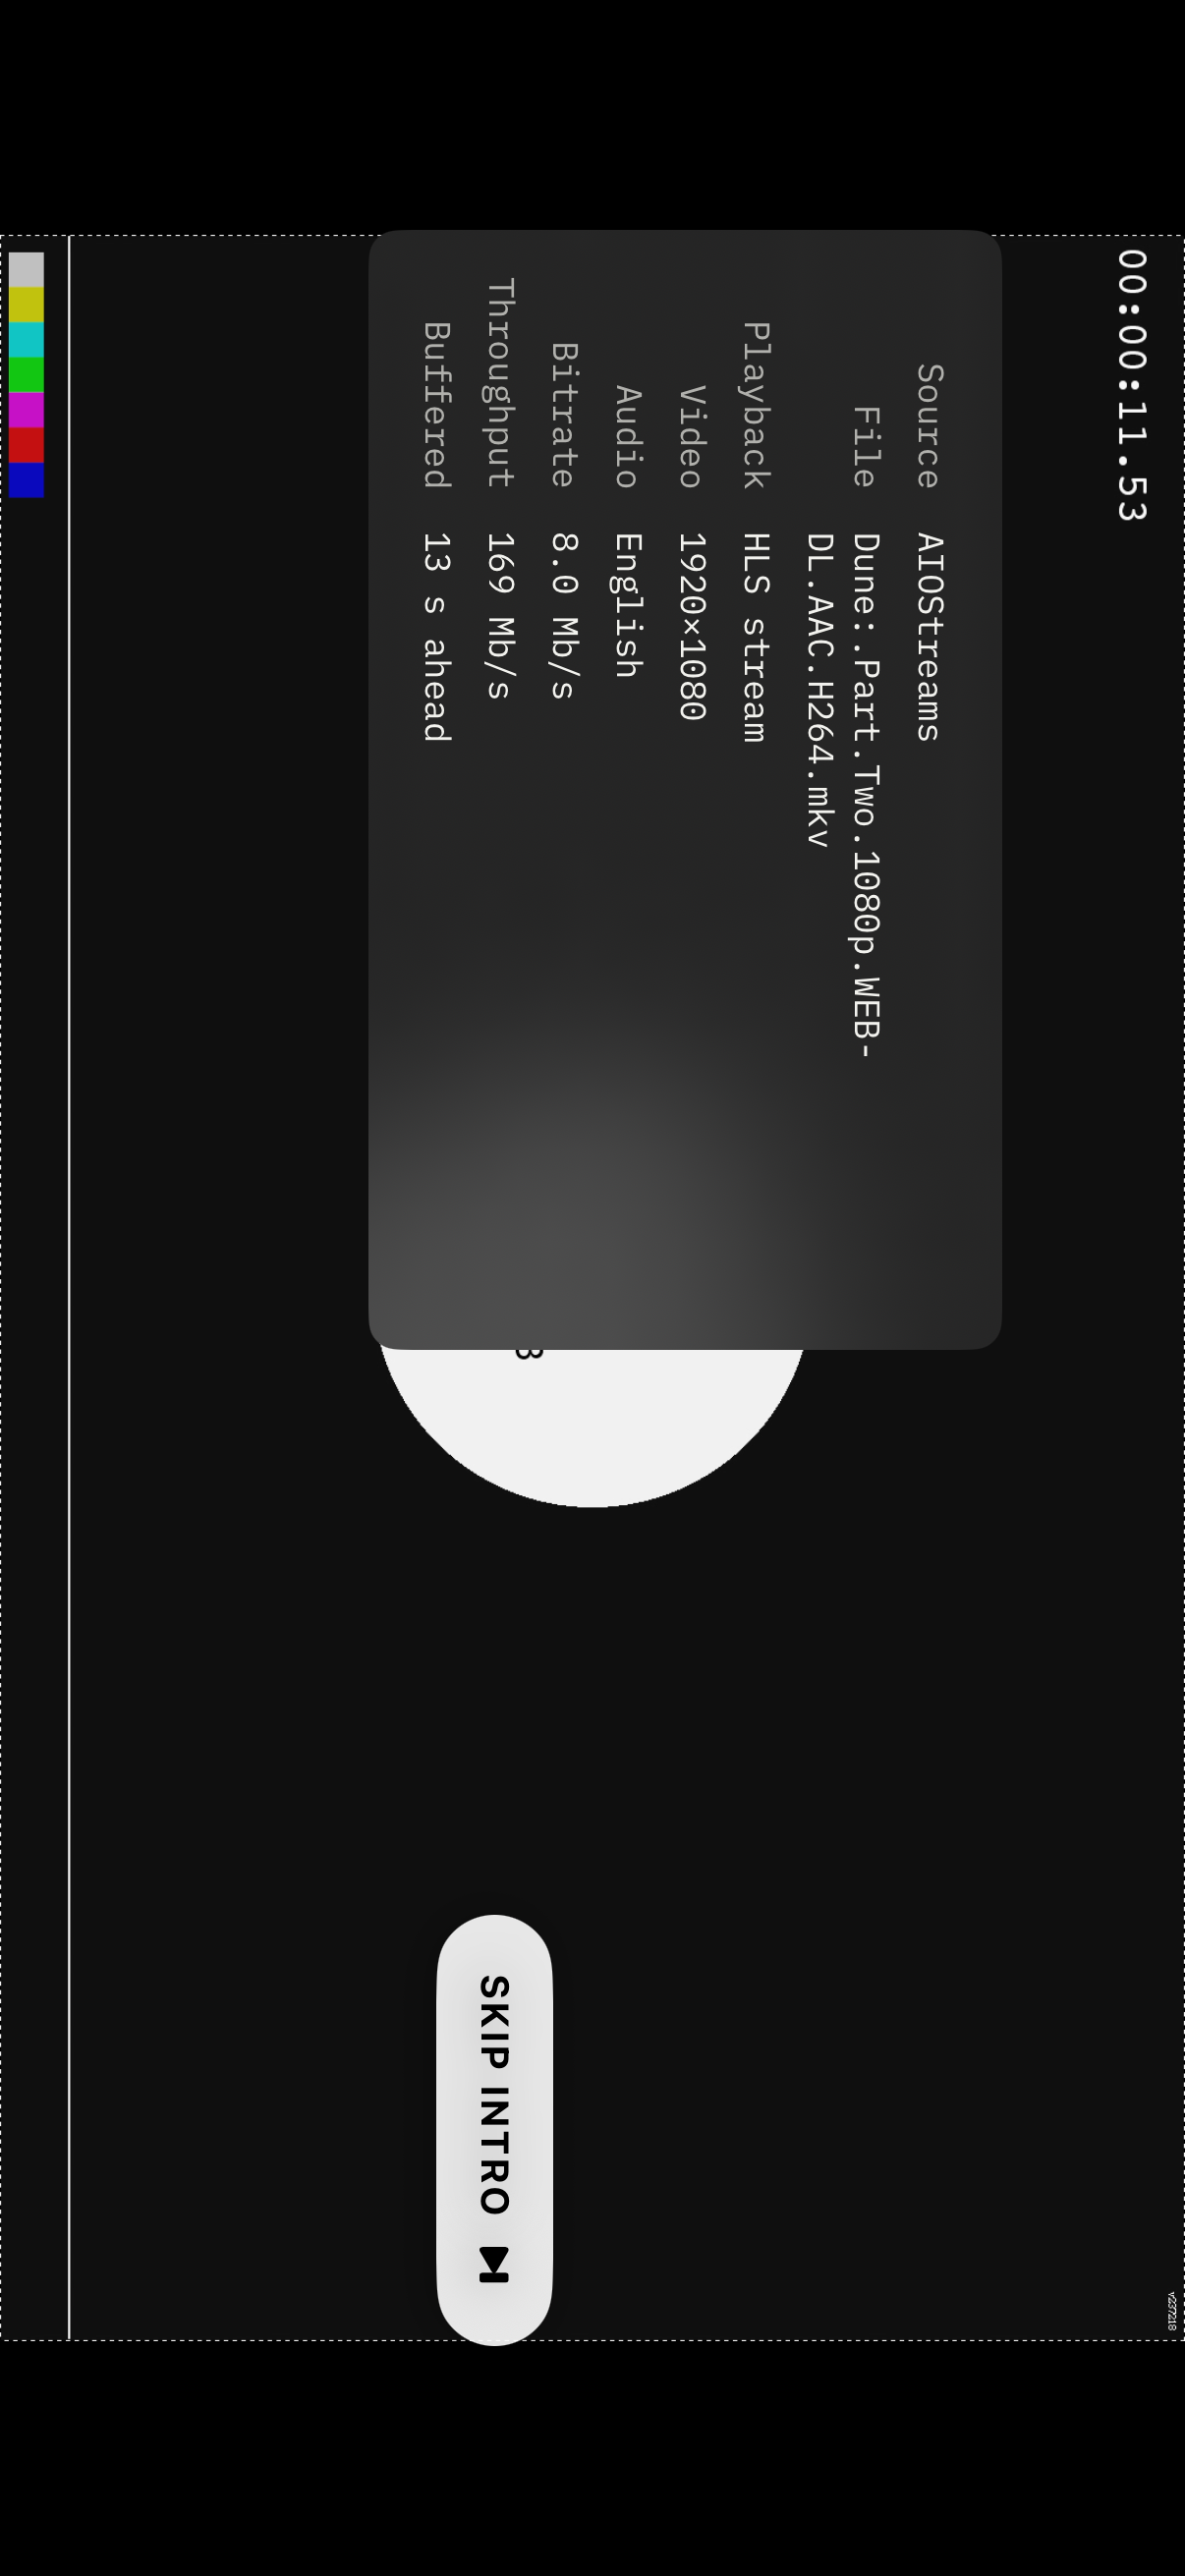 00:00:11.53
Source AIOStreams
File Dune:.Part.Two.1080p.WEB-
DL.AAC.H264.mkv
Playback HLS stream
Video 1920×1080
Audio English
Bitrate 8.0 Mb/s
Throughput 169 Mb/s
Buffered 13 s ahead
SKIP INTRO
v237218